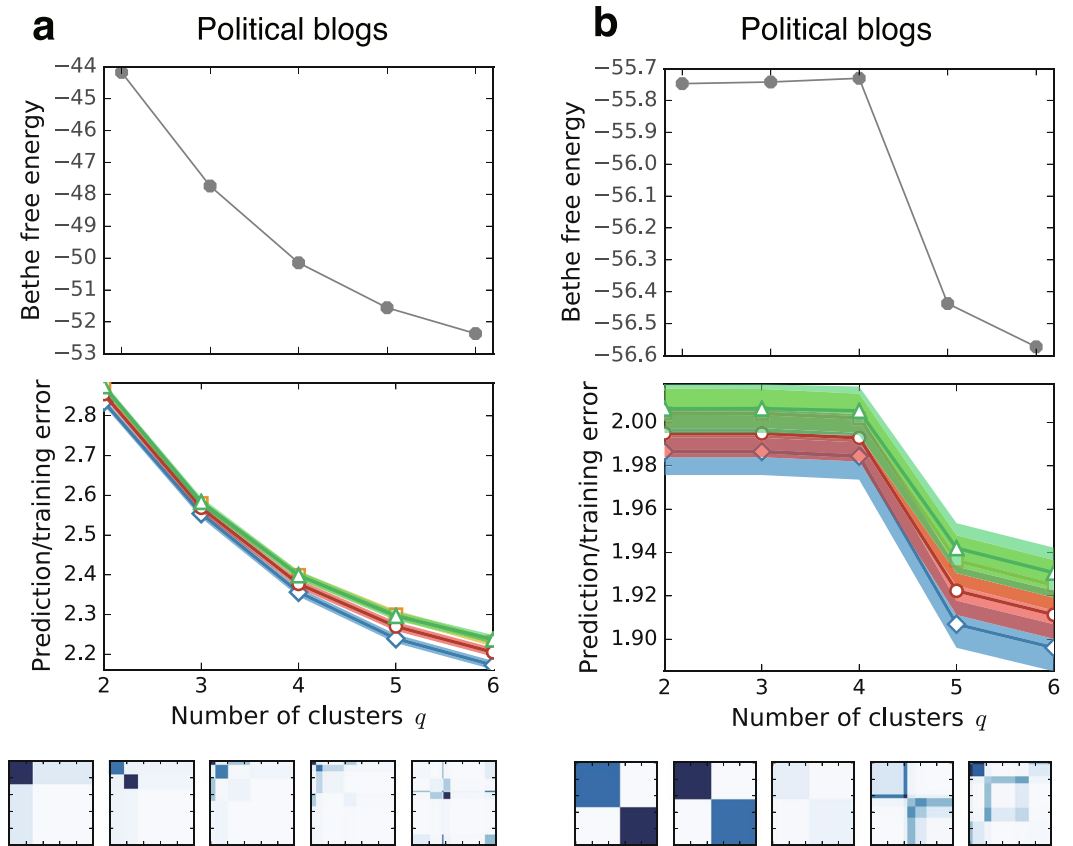 a
Political blogs
−44
−45
−46
−47
−48
−49
−50
−51
−52
−53
Bethe free energy
2.8
2.7
2.6
2.5
2.4
2.3
2.2
Prediction/training error
2 3 4 5 6
Number of clusters q
b
Political blogs
−55.7
−55.8
−55.9
−56.0
−56.1
−56.2
−56.3
−56.4
−56.5
−56.6
Bethe free energy
2.00
1.98
1.96
1.94
1.92
1.90
Prediction/training error
2 3 4 5 6
Number of clusters q